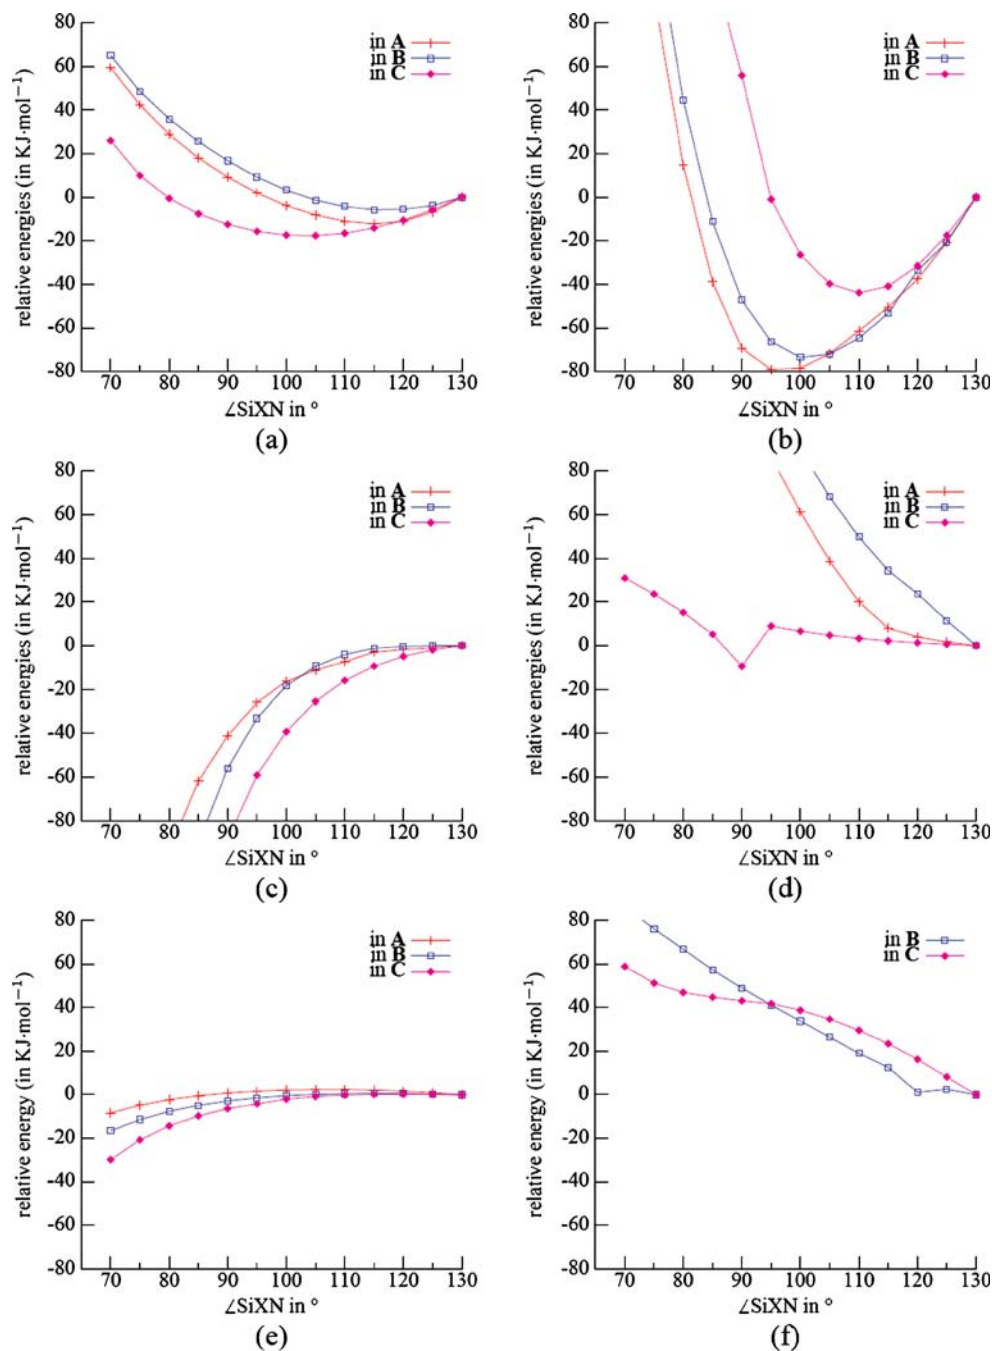 80
60
40
20
0
-20
-40
-60
-80
relative energies (in KJ·mol−1)
in A
in B
in C
70 80 90 100 110 120 130
∠SiXN in °
(a)
80
60
40
20
0
-20
-40
-60
-80
relative energies (in KJ·mol−1)
in A
in B
in C
70 80 90 100 110 120 130
∠SiXN in °
(b)
80
60
40
20
0
-20
-40
-60
-80
relative energies (in KJ·mol−1)
in A
in B
in C
70 80 90 100 110 120 130
∠SiXN in °
(c)
80
60
40
20
0
-20
-40
-60
-80
relative energies (in KJ·mol−1)
in A
in B
in C
70 80 90 100 110 120 130
∠SiXN in °
(d)
80
60
40
20
0
-20
-40
-60
-80
relative energy (in KJ·mol−1)
in A
in B
in C
70 80 90 100 110 120 130
∠SiXN in °
(e)
80
60
40
20
0
-20
-40
-60
-80
relative energy (in KJ·mol−1)
in B
in C
70 80 90 100 110 120 130
∠SiXN in °
(f)